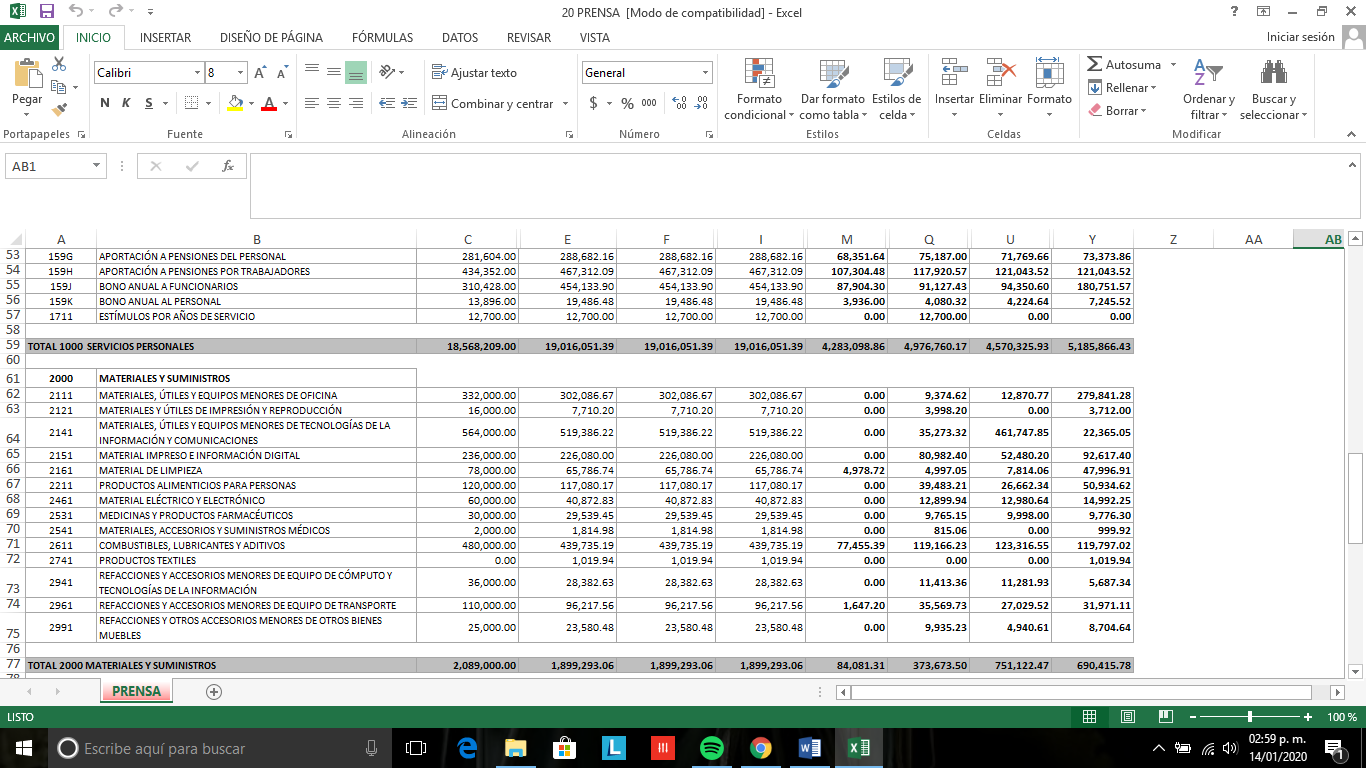 20 PRENSA [Modo de compatibilidad] - Excel
ARCHIVO INICIO INSERTAR DISEÑO DE PÁGINA FÓRMULAS DATOS REVISAR VISTA Iniciar sesión
Calibri 8 Ajustar texto General Autosuma
Pegar N K S Combinar y centrar $ % 000 Formato condicional Dar formato como tabla Estilos de celda Insertar Eliminar Formato Rellenar Borrar Ordenar y filtrar Buscar y seleccionar
Portapapeles Fuente Alineación Número Estilos Celdas Modificar
AB1 fx
A B C E F I M Q U Y Z AA AB
53 159G APORTACIÓN A PENSIONES DEL PERSONAL 281,604.00 288,682.16 288,682.16 288,682.16 68,351.64 75,187.00 71,769.66 73,373.86
54 159H APORTACIÓN A PENSIONES POR TRABAJADORES 434,352.00 467,312.09 467,312.09 467,312.09 107,304.48 117,920.57 121,043.52 121,043.52
55 159J BONO ANUAL A FUNCIONARIOS 310,428.00 454,133.90 454,133.90 454,133.90 87,904.30 91,127.43 94,350.60 180,751.57
56 159K BONO ANUAL AL PERSONAL 13,896.00 19,486.48 19,486.48 19,486.48 3,936.00 4,080.32 4,224.64 7,245.52
57 1711 ESTÍMULOS POR AÑOS DE SERVICIO 12,700.00 12,700.00 12,700.00 12,700.00 0.00 12,700.00 0.00 0.00
58
59 TOTAL 1000 SERVICIOS PERSONALES 18,568,209.00 19,016,051.39 19,016,051.39 19,016,051.39 4,283,098.86 4,976,760.17 4,570,325.93 5,185,866.43
60
61 2000 MATERIALES Y SUMINISTROS
62 2111 MATERIALES, ÚTILES Y EQUIPOS MENORES DE OFICINA 332,000.00 302,086.67 302,086.67 302,086.67 0.00 9,374.62 12,870.77 279,841.28
63 2121 MATERIALES Y ÚTILES DE IMPRESIÓN Y REPRODUCCIÓN 16,000.00 7,710.20 7,710.20 7,710.20 0.00 3,998.20 0.00 3,712.00
64 2141 MATERIALES, ÚTILES Y EQUIPOS MENORES DE TECNOLOGÍAS DE LA
INFORMACIÓN Y COMUNICACIONES 564,000.00 519,386.22 519,386.22 519,386.22 0.00 35,273.32 461,747.85 22,365.05
65 2151 MATERIAL IMPRESO E INFORMACIÓN DIGITAL 236,000.00 226,080.00 226,080.00 226,080.00 0.00 80,982.40 52,480.20 92,617.40
66 2161 MATERIAL DE LIMPIEZA 78,000.00 65,786.74 65,786.74 65,786.74 4,978.72 4,997.05 7,814.06 47,996.91
67 2211 PRODUCTOS ALIMENTICIOS PARA PERSONAS 120,000.00 117,080.17 117,080.17 117,080.17 0.00 39,483.21 26,662.34 50,934.62
68 2461 MATERIAL ELÉCTRICO Y ELECTRÓNICO 60,000.00 40,872.83 40,872.83 40,872.83 0.00 12,899.94 12,980.64 14,992.25
69 2531 MEDICINAS Y PRODUCTOS FARMACÉUTICOS 30,000.00 29,539.45 29,539.45 29,539.45 0.00 9,765.15 9,998.00 9,776.30
70 2541 MATERIALES, ACCESORIOS Y SUMINISTROS MÉDICOS 2,000.00 1,814.98 1,814.98 1,814.98 0.00 815.06 0.00 999.92
71 2611 COMBUSTIBLES, LUBRICANTES Y ADITIVOS 480,000.00 439,735.19 439,735.19 439,735.19 77,455.39 119,166.23 123,316.55 119,797.02
72 2741 PRODUCTOS TEXTILES 0.00 1,019.94 1,019.94 1,019.94 0.00 0.00 0.00 1,019.94
73 2941 REFACCIONES Y ACCESORIOS MENORES DE EQUIPO DE CÓMPUTO Y
TECNOLOGÍAS DE LA INFORMACIÓN 36,000.00 28,382.63 28,382.63 28,382.63 0.00 11,413.36 11,281.93 5,687.34
74 2961 REFACCIONES Y ACCESORIOS MENORES DE EQUIPO DE TRANSPORTE 110,000.00 96,217.56 96,217.56 96,217.56 1,647.20 35,569.73 27,029.52 31,971.11
75 2991 REFACCIONES Y OTROS ACCESORIOS MENORES DE OTROS BIENES
MUEBLES 25,000.00 23,580.48 23,580.48 23,580.48 0.00 9,935.23 4,940.61 8,704.64
76
77 TOTAL 2000 MATERIALES Y SUMINISTROS 2,089,000.00 1,899,293.06 1,899,293.06 1,899,293.06 84,081.31 373,673.50 751,122.47 690,415.78
PRENSA
LISTO 100 %
Escribe aquí para buscar 02:59 p. m.
14/01/2020